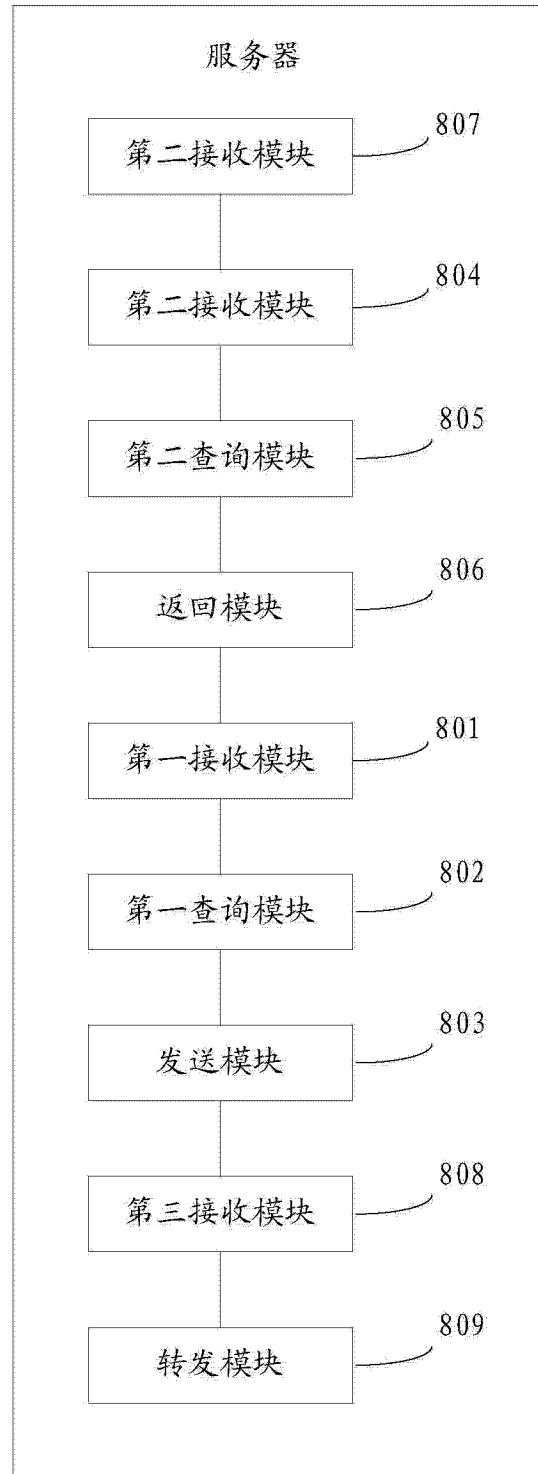 服务器
第二接收模块
807
第二接收模块
804
第二查询模块
805
返回模块
806
第一接收模块
801
第一查询模块
802
发送模块
803
第三接收模块
808
转发模块
809